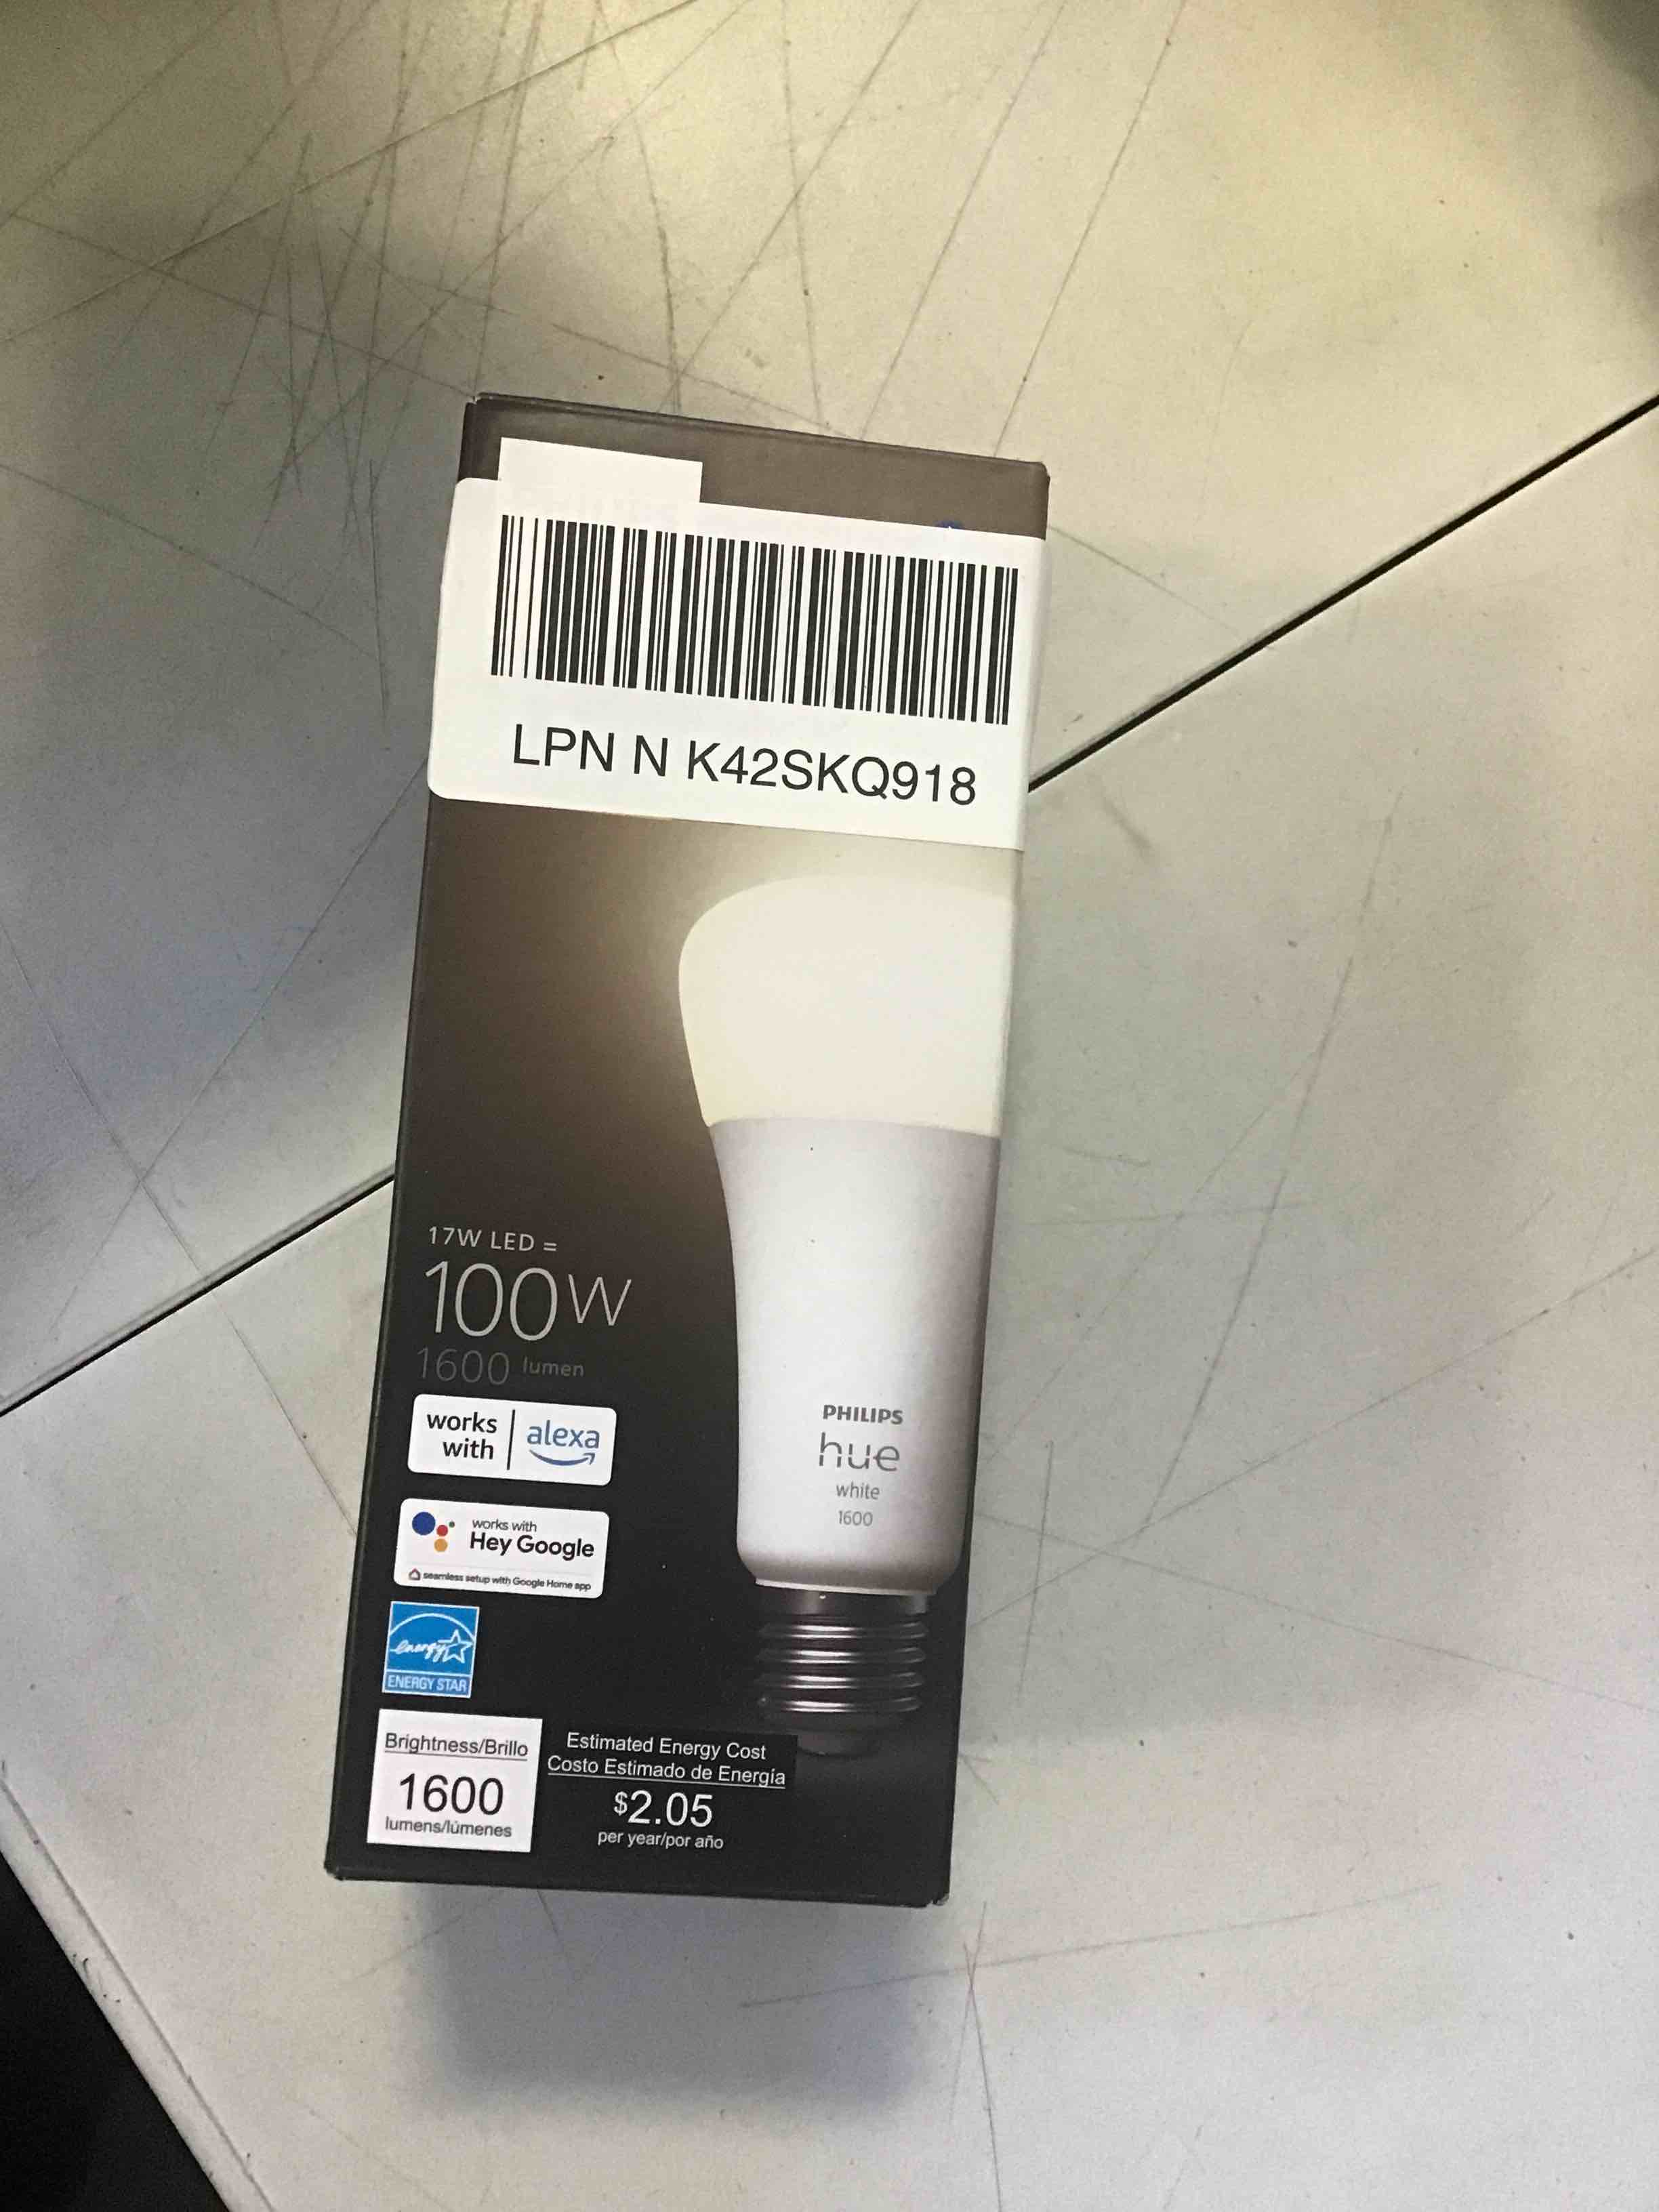 LPN N K42SKQ918
17W LED =
100W
1600 lumen
works with
alexa
works with
Hey Google
seamless setup with Google Home app
energy
ENERGY STAR
PHILIPS
hue
white
1600
Brightness/Brillo
1600
lumens/lúmenes
Estimated Energy Cost
Costo Estimado de Energía
$2.05
per year/por año